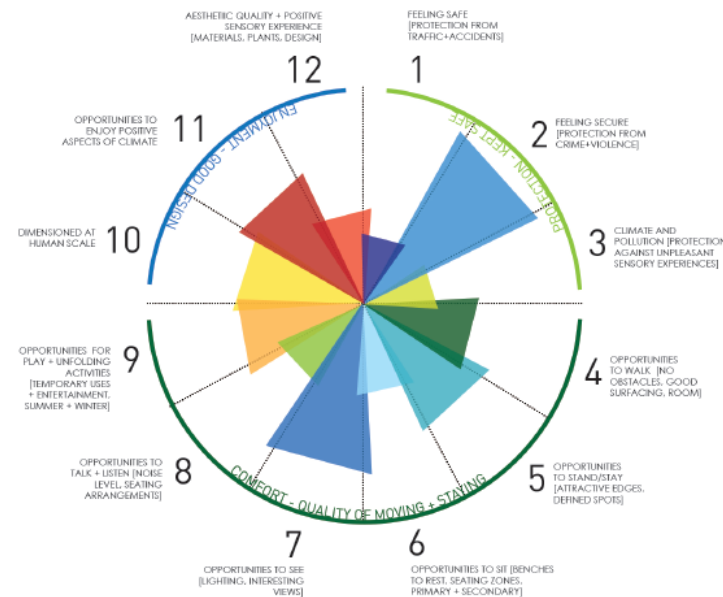 AESTHETIC QUALITY + POSITIVE
SENSORY EXPERIENCE
[MATERIALS, PLANTS, DESIGN]
12
FEELING SAFE
[PROTECTION FROM
TRAFFIC+ACCIDENTS]
1
2
FEELING SECURE
[PROTECTION FROM
CRIME+VIOLENCE]
3
CLIMATE AND
POLLUTION [PROTECTION
AGAINST UNPLEASANT
SENSORY EXPERIENCES]
4
OPPORTUNITIES
TO WALK [NO
OBSTACLES, GOOD
SURFACING, ROOM]
5
OPPORTUNITIES
TO STAND/STAY
[ATTRACTIVE EDGES,
DEFINED SPOTS]
6
OPPORTUNITIES TO SIT [BENCHES
TO REST, SEATING ZONES,
PRIMARY + SECONDARY]
7
OPPORTUNITIES TO SEE
[LIGHTING, INTERESTING
VIEWS]
8
OPPORTUNITIES TO
TALK + LISTEN [NOISE
LEVEL, SEATING
ARRANGEMENTS]
9
OPPORTUNITIES FOR
PLAY + UNFOLDING
ACTIVITIES
[TEMPORARY USES
+ ENTERTAINMENT,
SUMMER + WINTER]
10
DIMENSIONED AT
HUMAN SCALE
11
OPPORTUNITIES TO
ENJOY POSITIVE
ASPECTS OF CLIMATE
ENJOYMENT - GOOD DESIGN
PROTECTION - KEPT SAFE
COMFORT - QUALITY OF MOVING + STAYING